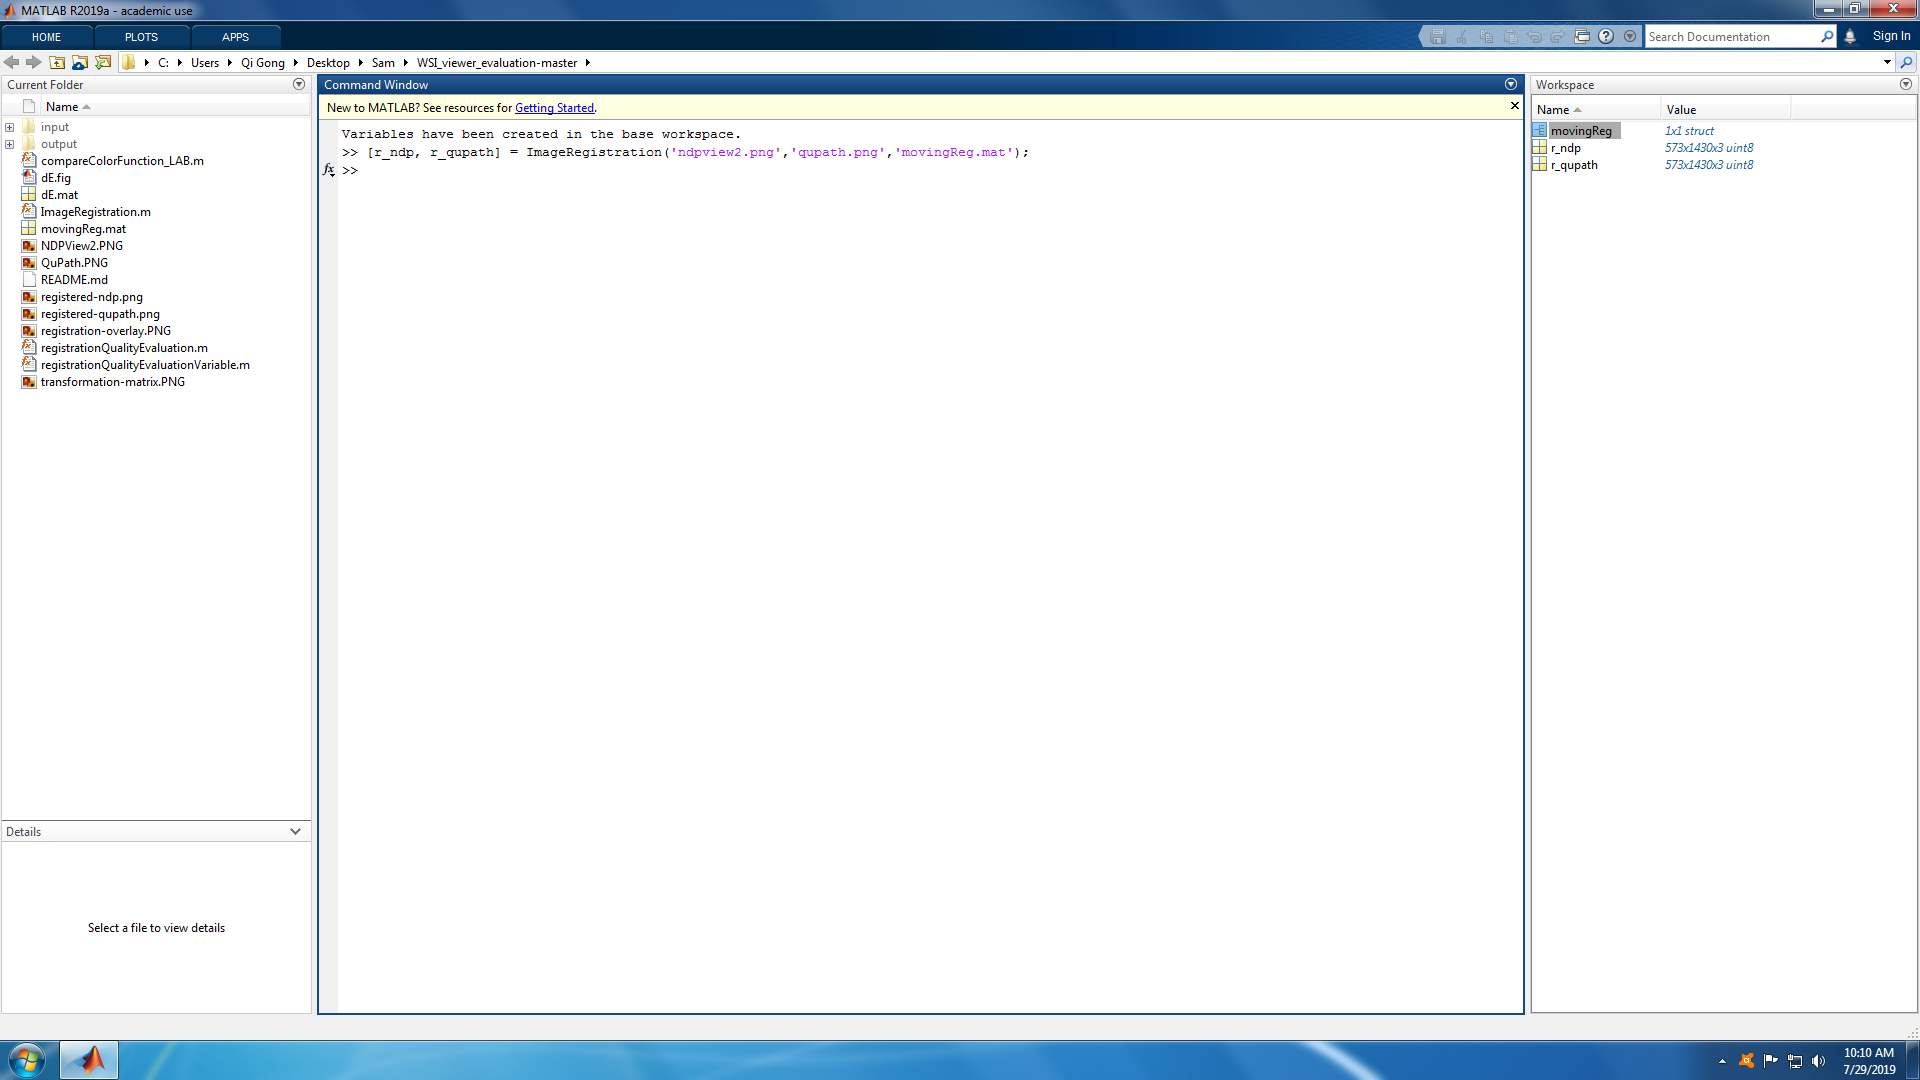 MATLAB R2019a - academic use
HOME PLOTS APPS
Search Documentation
Sign In
C: Users Qi Gong Desktop Sam WSI_viewer_evaluation-master
Current Folder
Name
input
output
compareColorFunction_LAB.m
dE.fig
dE.mat
ImageRegistration.m
movingReg.mat
NDPView2.PNG
QuPath.PNG
README.md
registered-ndp.png
registered-qupath.png
registration-overlay.PNG
registrationQualityEvaluation.m
registrationQualityEvaluationVariable.m
transformation-matrix.PNG
Details
Select a file to view details
Command Window
New to MATLAB? See resources for Getting Started.
Variables have been created in the base workspace.
>> [r_ndp, r_qupath] = ImageRegistration('ndpview2.png','qupath.png','movingReg.mat');
fx >>
Workspace
Name Value
movingReg 1x1 struct
r_ndp 573x1430x3 uint8
r_qupath 573x1430x3 uint8
10:10 AM
7/29/2019